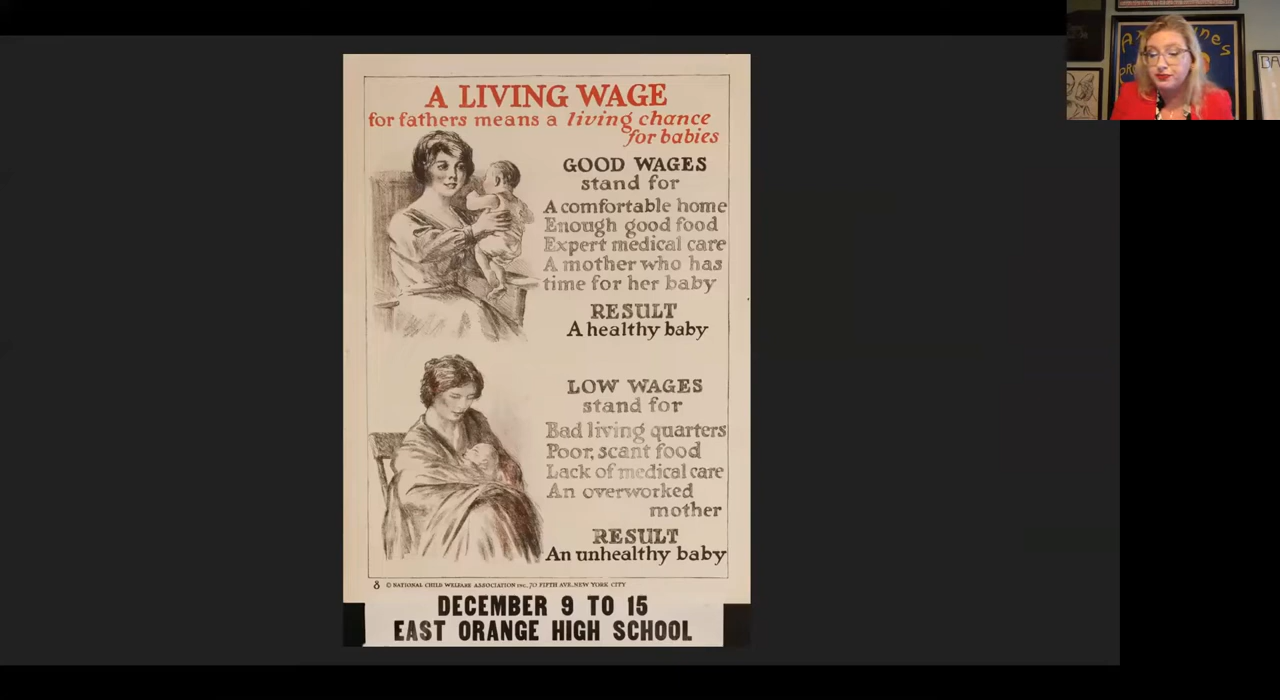 A LIVING WAGE
for fathers means a living chance
for babies
GOOD WAGES
stand for
A comfortable home
Enough good food
Expert medical care
A mother who has
time for her baby
RESULT
A healthy baby
LOW WAGES
stand for
Bad living quarters
Poor, scant food
Lack of medical care
An overworked
mother
RESULT
An unhealthy baby
8 © NATIONAL CHILD WELFARE ASSOCIATION INC., 70 FIFTH AVE., NEW YORK CITY
DECEMBER 9 TO 15
EAST ORANGE HIGH SCHOOL